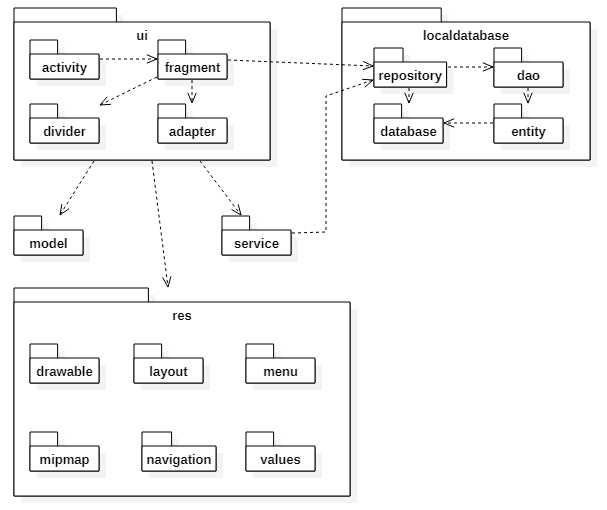 ui
localdatabase
activity
fragment
repository
dao
divider
adapter
database
entity
model
service
res
drawable
layout
menu
mipmap
navigation
values